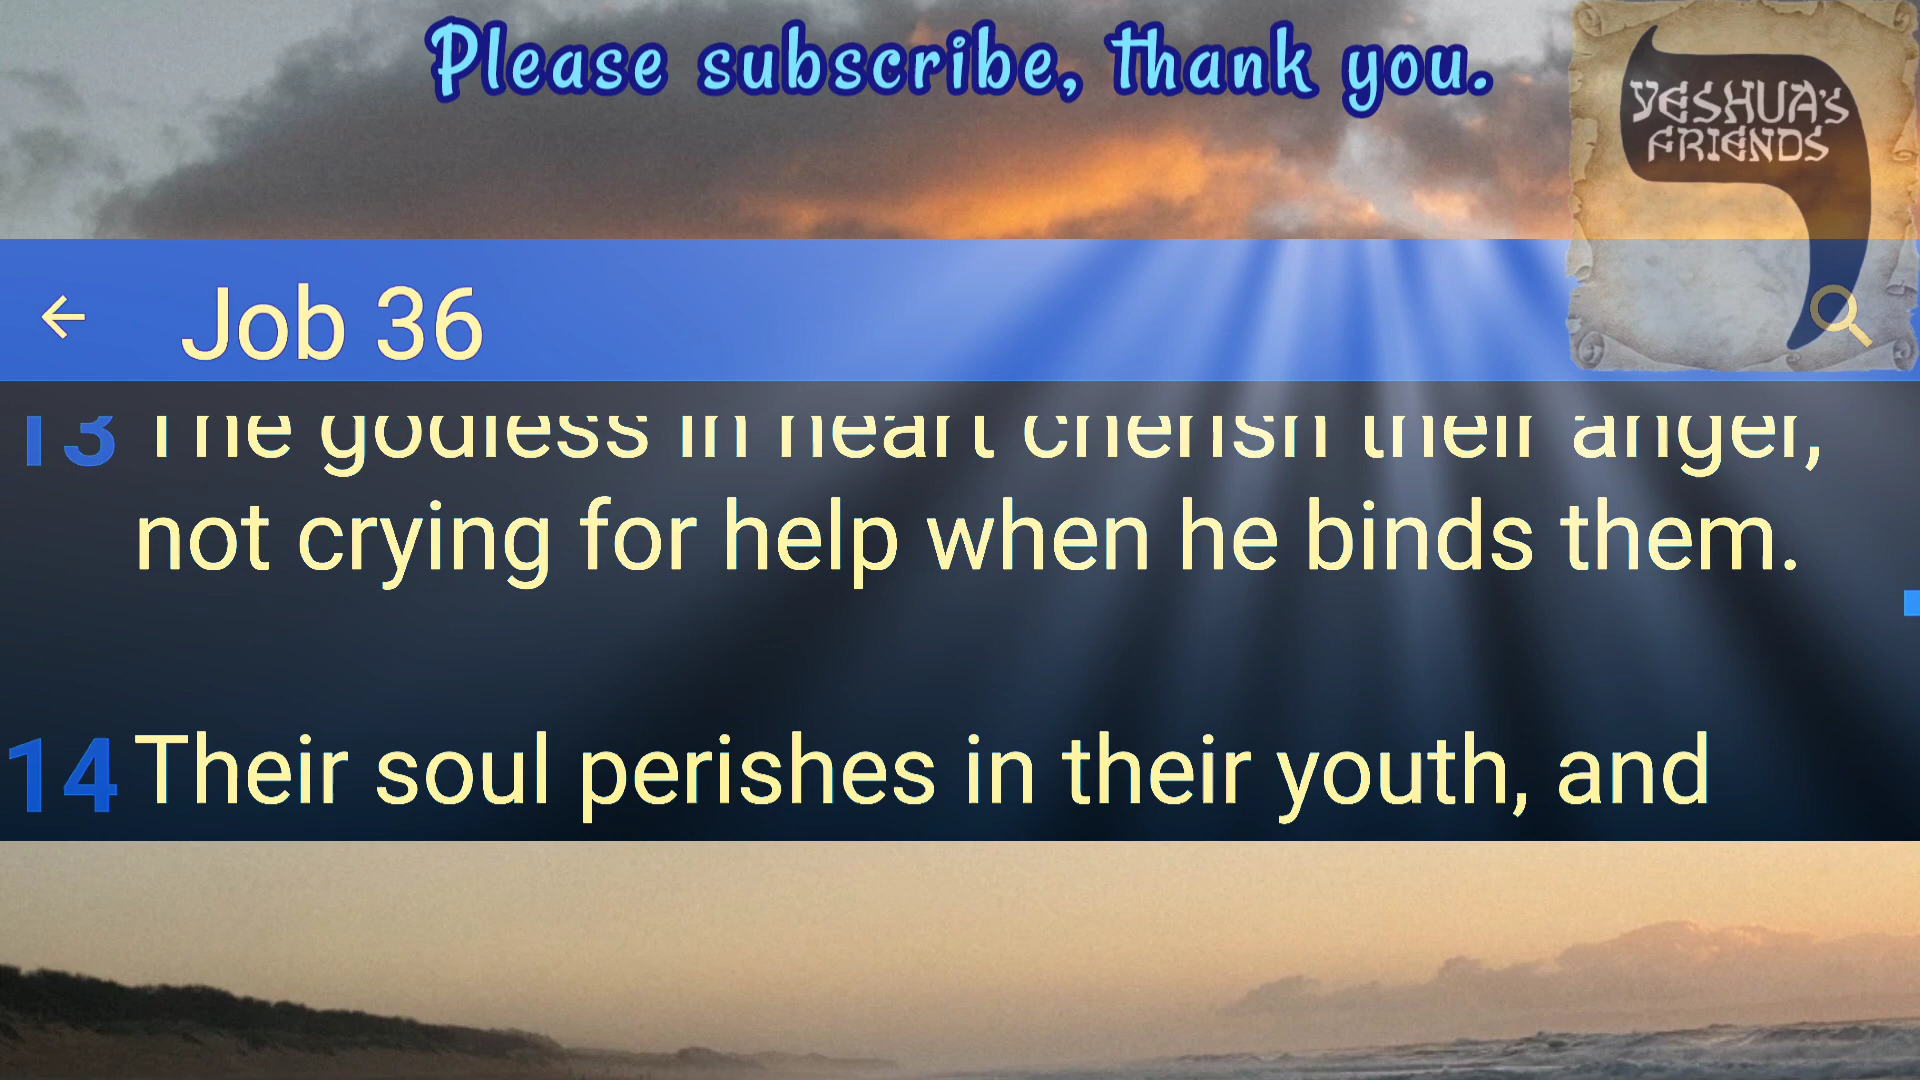 Please subscribe, thank you.
YESHUA'S
FRIENDS
Job 36
13 The godless in heart cherish their anger,
not crying for help when he binds them.
14 Their soul perishes in their youth, and